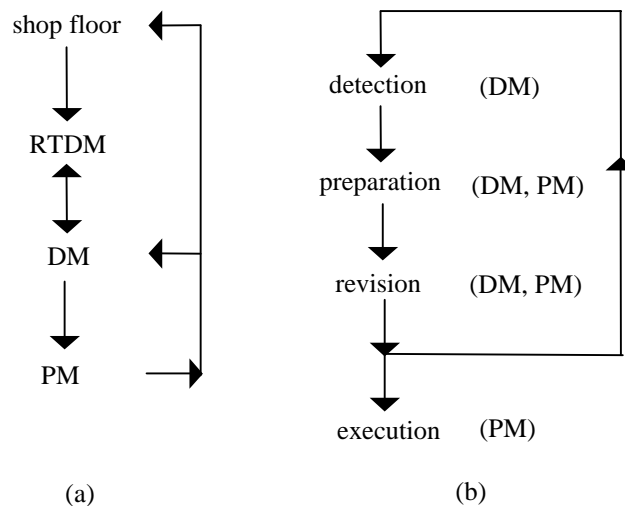 shop floor
RTDM
DM
PM
(a)
detection (DM)
preparation (DM, PM)
revision (DM, PM)
execution (PM)
(b)